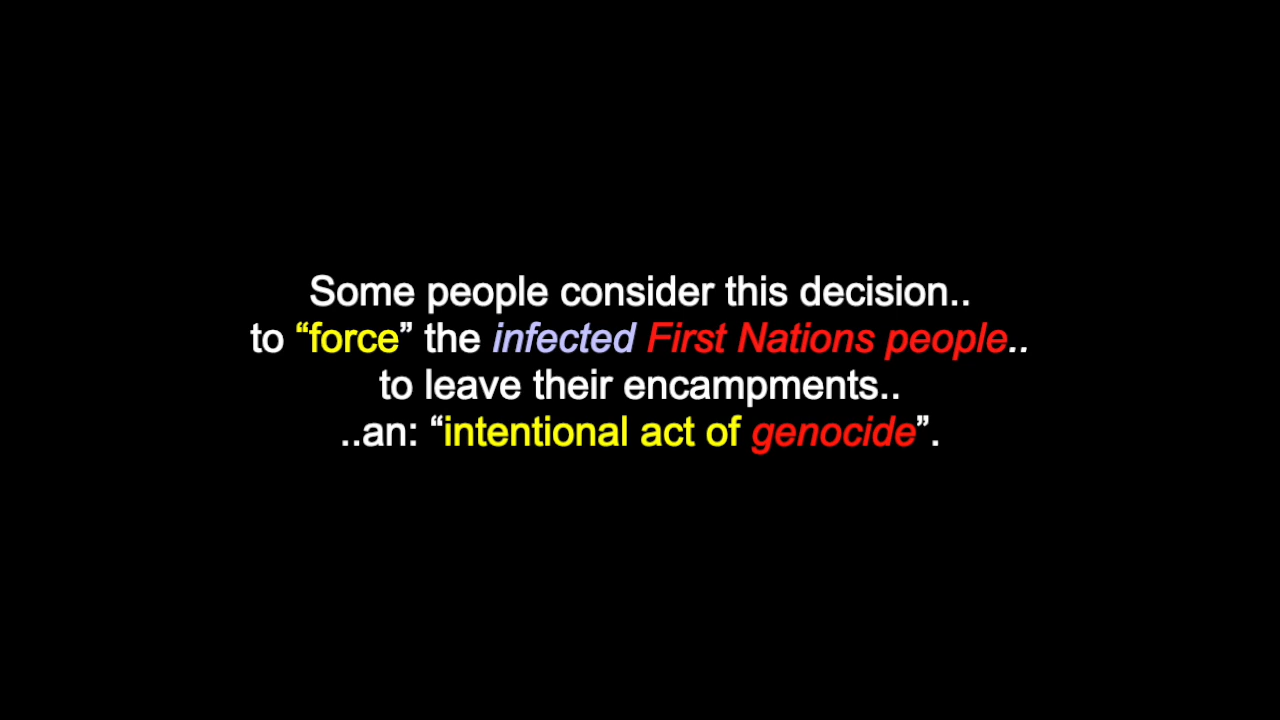 Some people consider this decision..
to “force” the infected First Nations people..
to leave their encampments..
..an: “intentional act of genocide”.